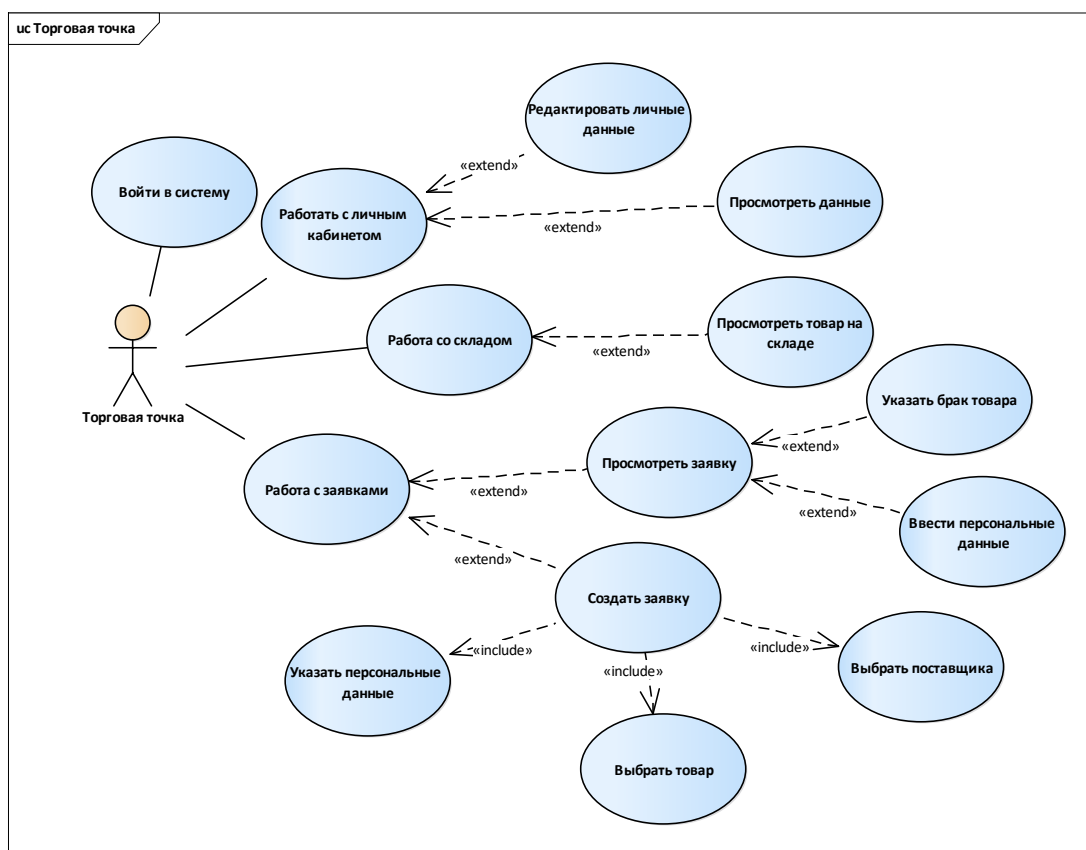 uc Торговая точка
Редактировать личные
данные
«extend»
Войти в систему
Работать с личным
кабинетом
Просмотреть данные
«extend»
Работа со складом
Просмотреть товар на
складе
«extend»
Торговая точка
Указать брак товара
«extend»
Просмотреть заявку
Работа с заявками
«extend»
«extend»
Ввести персональные
данные
«extend»
Создать заявку
Указать персональные
данные
«include»
«include»
«include»
Выбрать поставщика
Выбрать товар